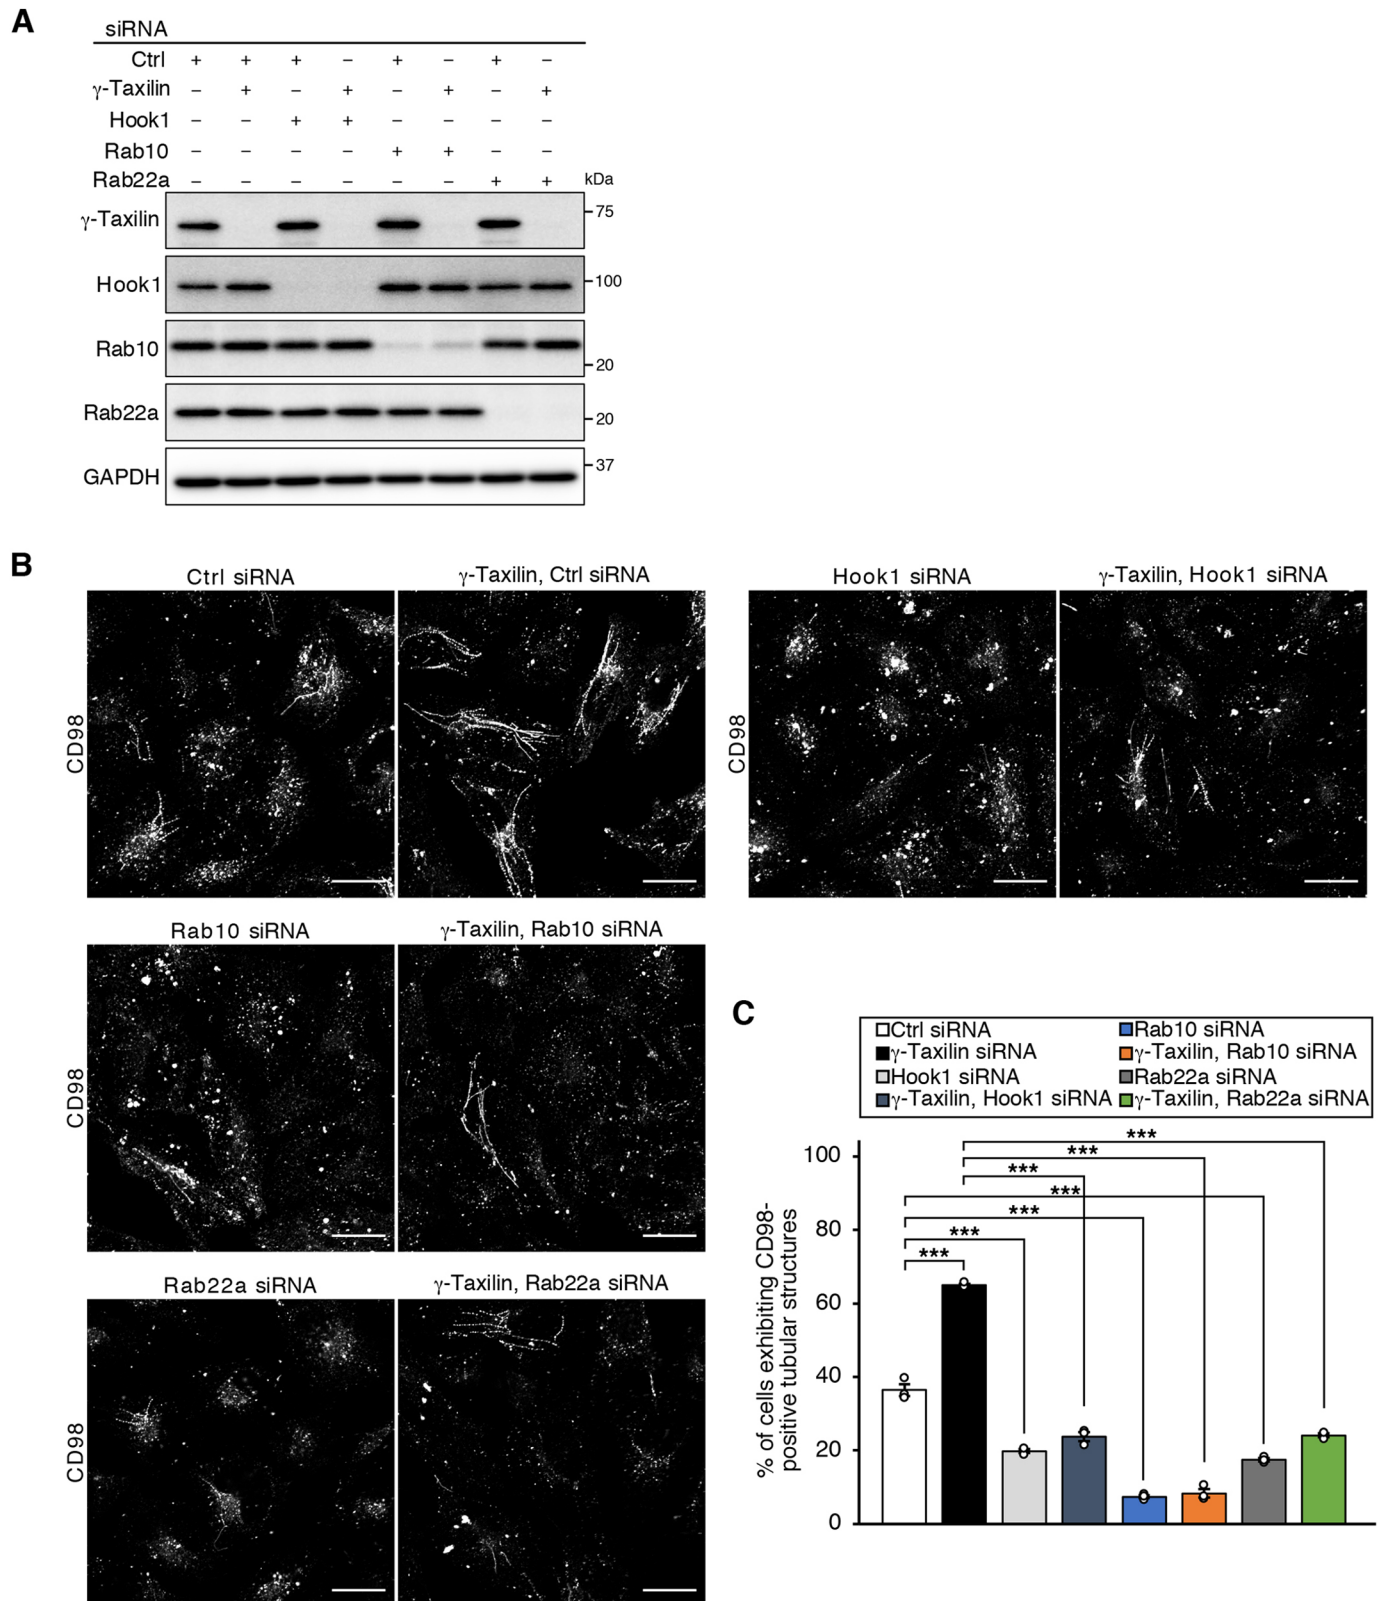 A
siRNA
Ctrl + + + – + – + –
γ-Taxilin – + – + – + – +
Hook1 – – + + – – – –
Rab10 – – – – + + – –
Rab22a – – – – – – + + kDa
γ-Taxilin 75
Hook1 100
Rab10 20
Rab22a 20
GAPDH 37
B
Ctrl siRNA γ-Taxilin, Ctrl siRNA Hook1 siRNA γ-Taxilin, Hook1 siRNA
CD98 CD98
Rab10 siRNA γ-Taxilin, Rab10 siRNA
CD98
Rab22a siRNA γ-Taxilin, Rab22a siRNA
CD98
C
Ctrl siRNA Rab10 siRNA
γ-Taxilin siRNA γ-Taxilin, Rab10 siRNA
Hook1 siRNA Rab22a siRNA
γ-Taxilin, Hook1 siRNA γ-Taxilin, Rab22a siRNA
% of cells exhibiting CD98-
positive tubular structures
***
***
***
***
***
***
***
100
80
60
40
20
0